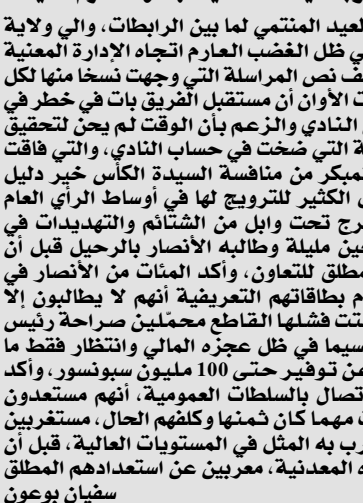 العيد المنتمي لما بين الرابطات، والي ولاية
ي ظل الغضب العارم اتجاه الإدارة المعنية
ف نص المراسلة التي وجهت نسخا منها لكل
ت الأوان أن مستقبل الفريق بات في خطر في
النادي والزعم بأن الوقت لم يحن لتحقيق
ة التي ضخت في حساب النادي، والتي فاقت
مبكر من منافسة السيدة الكأس خير دليل
الكثير للترويج لها في أوساط الرأي العام
رج تحت وابل من الشتائم والتهديدات في
عين مليلة وطالبه الأنصار بالرحيل قبل أن
مطلق للتعاون، وأكد المئات من الأنصار في
م بطاقاتهم التعريفية أنهم لا يطالبون إلا
تت فشلها القاطع محمّلين صراحة رئيس
سيما في ظل عجزه المالي وانتظار فقط ما
من توفير حتى 100 مليون سبونسور، وأكد
تصال بالسلطات العمومية، أنهم مستعدون
ت مهما كان ثمنها وكلفهم الحال، مستغربين
رب به المثل في المستويات العالية، قبل أن
ه المعدنية، معربين عن استعدادهم المطلق
سفيان بوعون